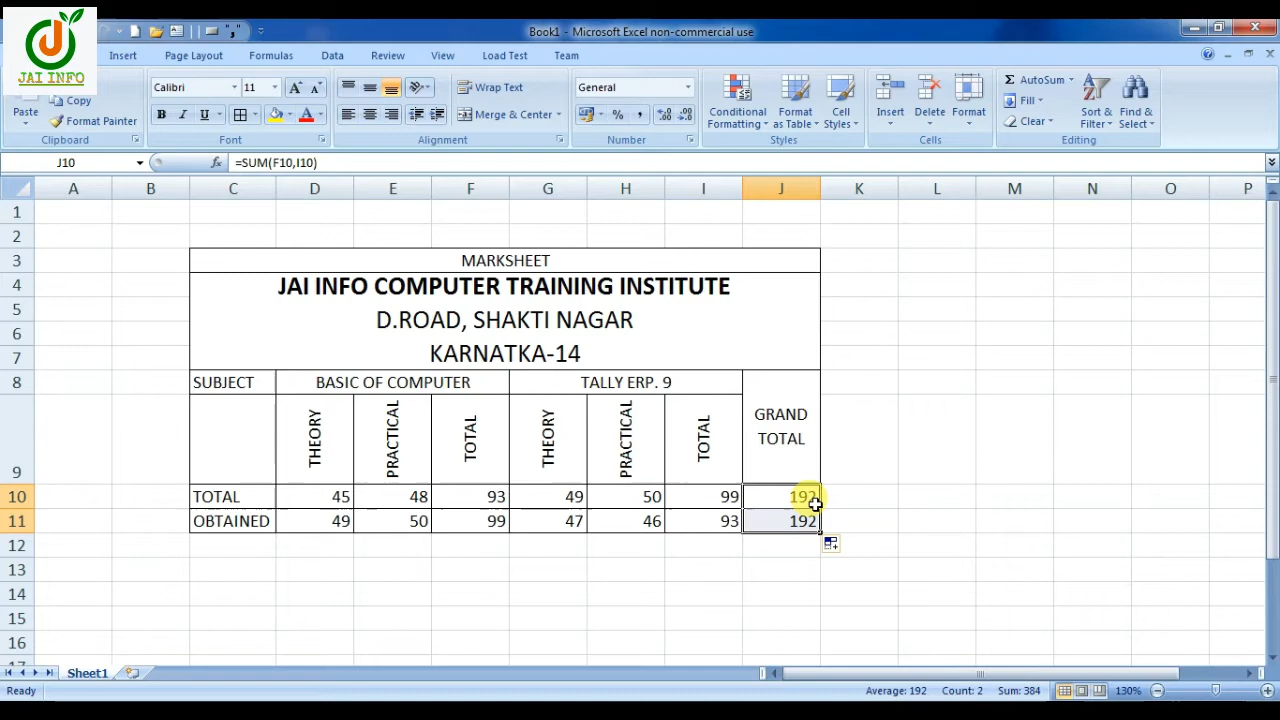 JAI INFO
Book1 - Microsoft Excel non-commercial use
Insert Page Layout Formulas Data Review View Load Test Team
Paste
Copy
Format Painter
Clipboard
Calibri 11
B I U
Font
Wrap Text
Merge & Center
Alignment
General
% ,
Number
Conditional Formatting
Format as Table
Cell Styles
Styles
Insert Delete Format
Cells
Σ AutoSum
Fill
Clear
Sort & Filter
Find & Select
Editing
J10 fx =SUM(F10,I10)
A B C D E F G H I J K L M N O P
1
2
3 MARKSHEET
4 JAI INFO COMPUTER TRAINING INSTITUTE
5 D.ROAD, SHAKTI NAGAR
6
7 KARNATKA-14
8 SUBJECT BASIC OF COMPUTER TALLY ERP. 9 GRAND TOTAL
9 THEORY PRACTICAL TOTAL THEORY PRACTICAL TOTAL
10 TOTAL 45 48 93 49 50 99 192
11 OBTAINED 49 50 99 47 46 93 192
12
13
14
15
16
Sheet1
Ready Average: 192 Count: 2 Sum: 384 130%